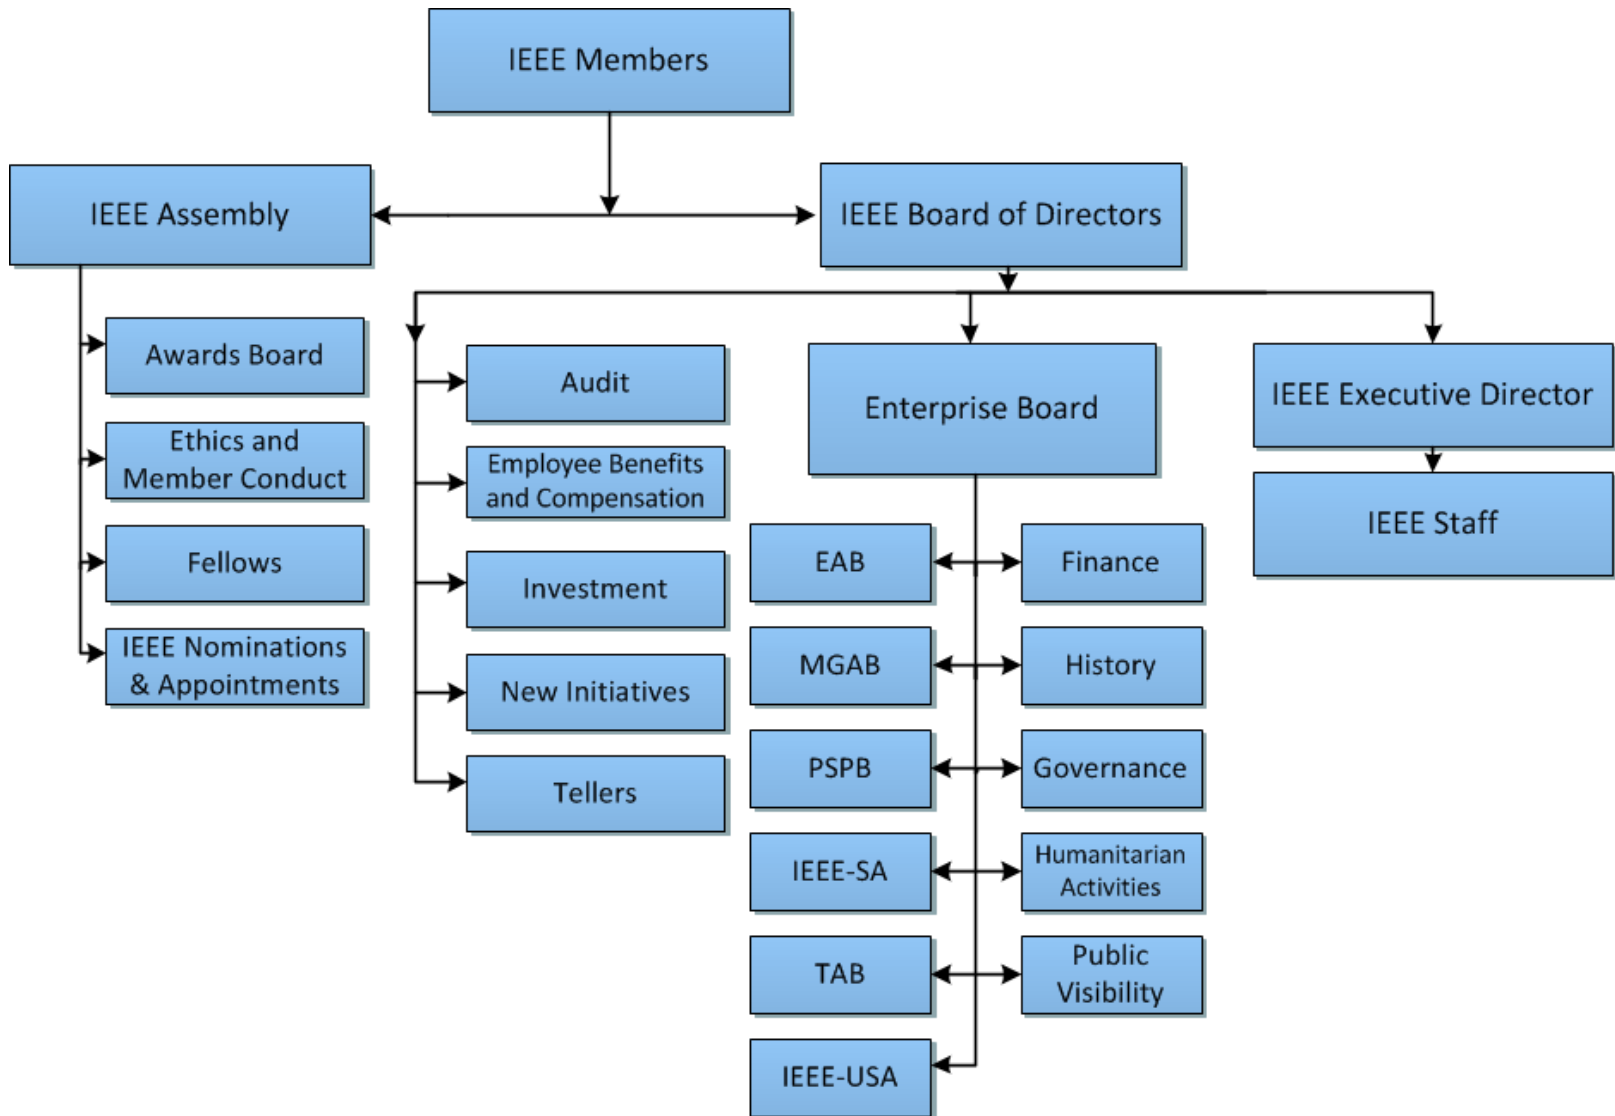 IEEE Members
IEEE Assembly
IEEE Board of Directors
Awards Board
Ethics and
Member Conduct
Fellows
IEEE Nominations
& Appointments
Audit
Employee Benefits
and Compensation
Investment
New Initiatives
Tellers
Enterprise Board
EAB
Finance
MGAB
History
PSPB
Governance
IEEE-SA
Humanitarian
Activities
TAB
Public
Visibility
IEEE-USA
IEEE Executive Director
IEEE Staff